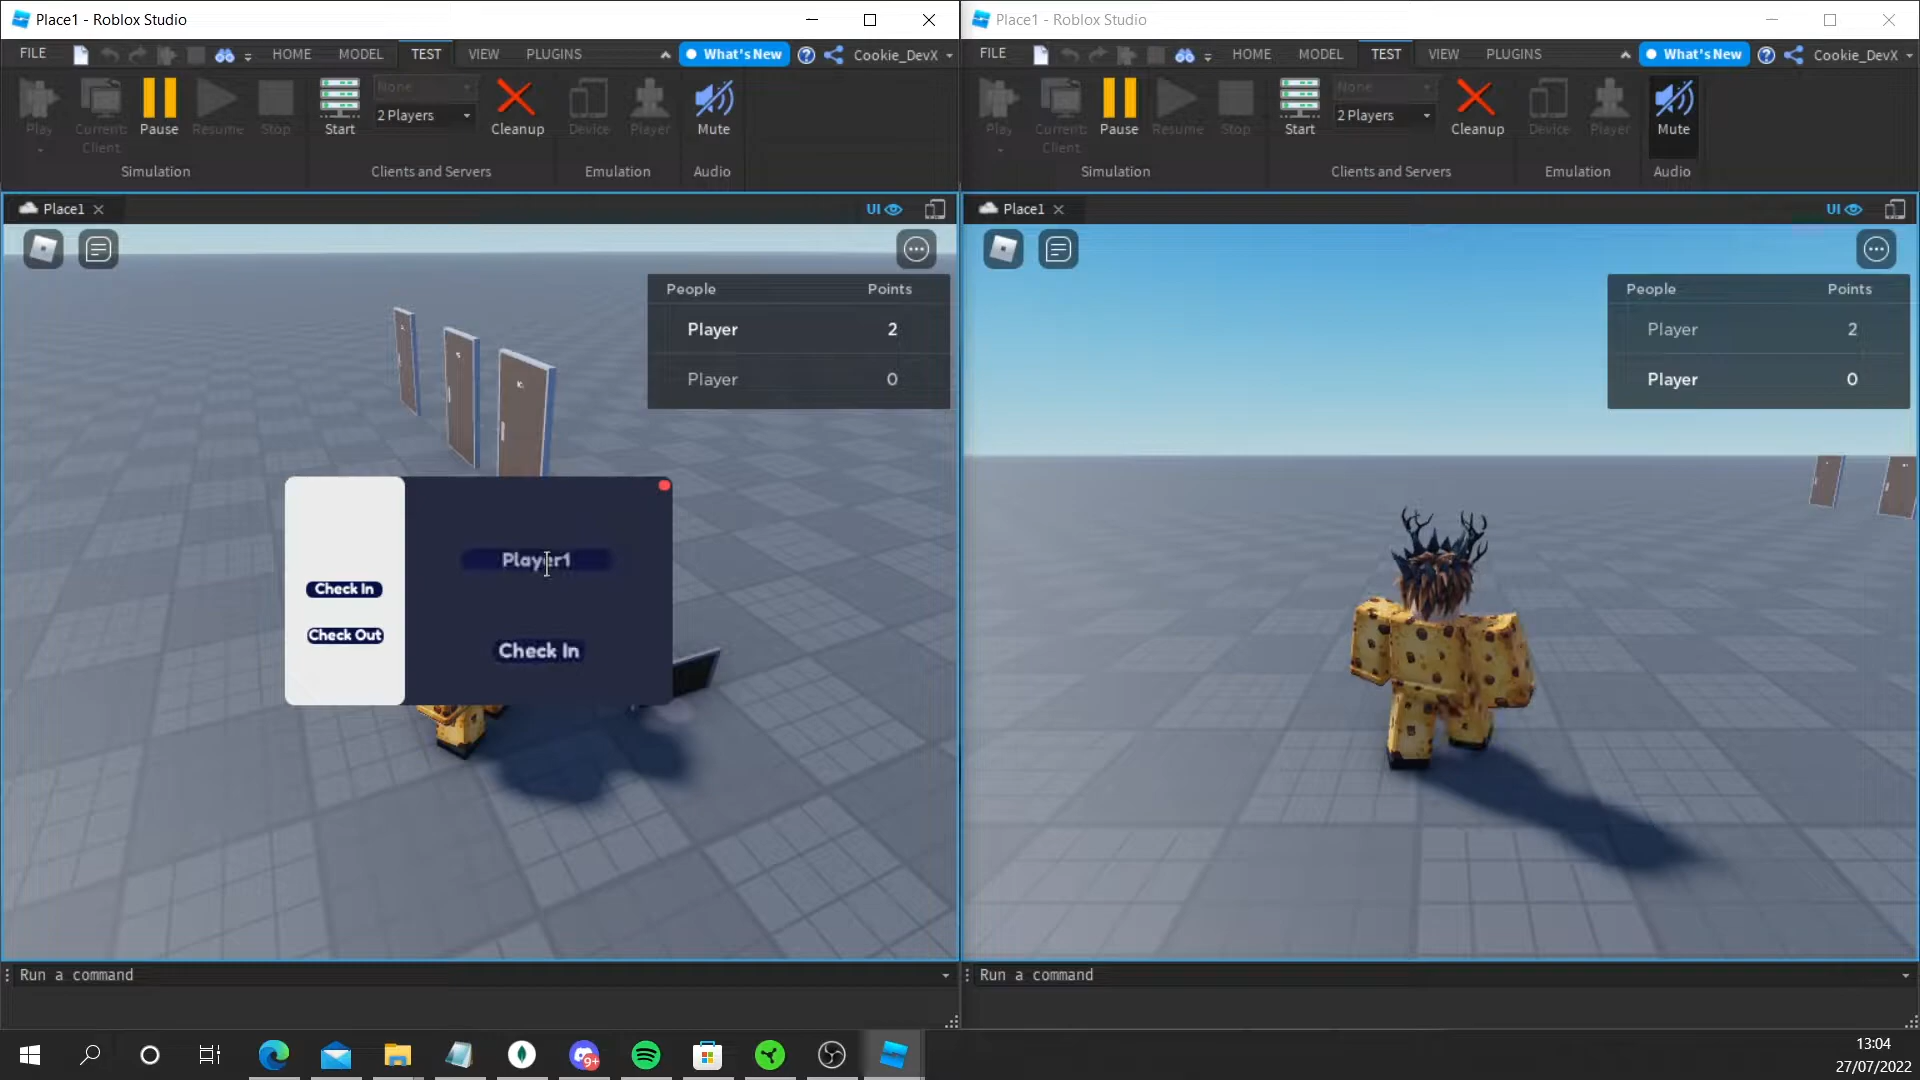 Place1 - Roblox Studio
FILE
HOME
MODEL
TEST
VIEW
PLUGINS
What's New
Cookie_DevX
Play
Current:
Client
Pause
Resume
Stop
Simulation
Start
None
2 Players
Cleanup
Clients and Servers
Device
Player
Emulation
Mute
Audio
Place1
UI
People Points
Player 2
Player 0
Check In
Check Out
Player1
Check In
Run a command
Place1 - Roblox Studio
FILE
HOME
MODEL
TEST
VIEW
PLUGINS
What's New
Cookie_DevX
Play
Current:
Client
Pause
Resume
Stop
Simulation
Start
None
2 Players
Cleanup
Clients and Servers
Device
Player
Emulation
Mute
Audio
Place1
UI
People Points
Player 2
Player 0
Run a command
9+
13:04
27/07/2022